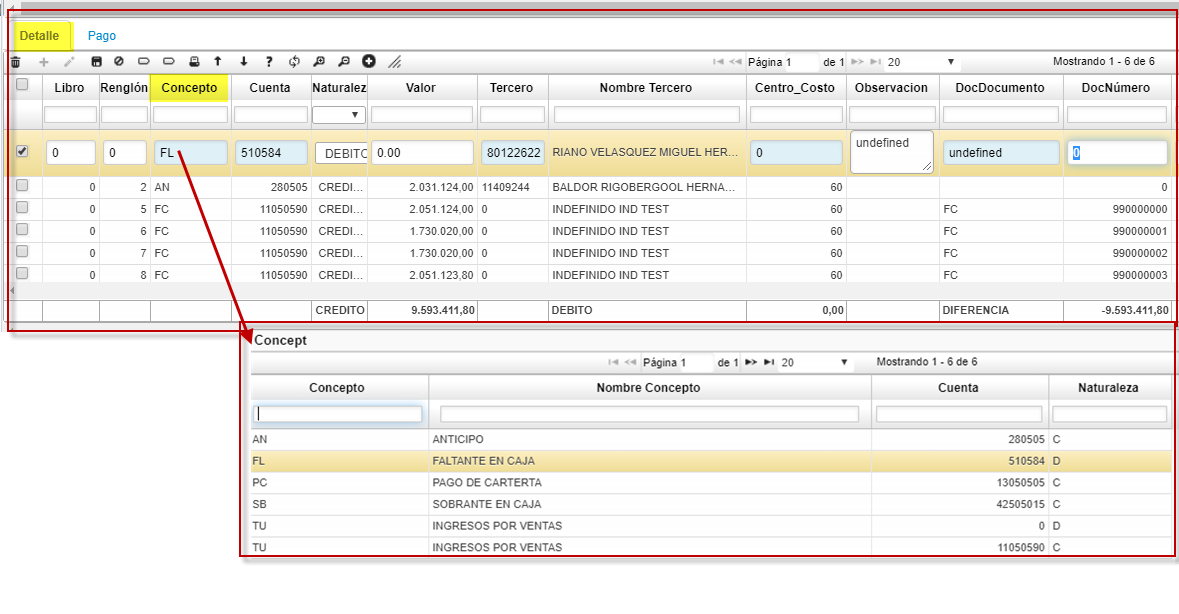 Detalle Pago
Página 1 de 1 20 Mostrando 1 - 6 de 6
Libro Renglón Concepto Cuenta Naturalez Valor Tercero Nombre Tercero Centro_Costo Observacion DocDocumento DocNúmero
0 0 FL 510584 DEBITO 0.00 80122622 RIANO VELASQUEZ MIGUEL HER... 0 undefined undefined 0
0 2 AN 280505 CREDI... 2.031.124,00 11409244 BALDOR RIGOBERGOOL HERNA... 60 0
0 5 FC 11050590 CREDI... 2.051.124,00 0 INDEFINIDO IND TEST 60 FC 990000000
0 6 FC 11050590 CREDI... 1.730.020,00 0 INDEFINIDO IND TEST 60 FC 990000001
0 7 FC 11050590 CREDI... 1.730.020,00 0 INDEFINIDO IND TEST 60 FC 990000002
0 8 FC 11050590 CREDI... 2.051.123,80 0 INDEFINIDO IND TEST 60 FC 990000003
CREDITO 9.593.411,80 DEBITO 0,00 DIFERENCIA -9.593.411,80
Concept
Página 1 de 1 20 Mostrando 1 - 6 de 6
Concepto Nombre Concepto Cuenta Naturaleza
AN ANTICIPO 280505 C
FL FALTANTE EN CAJA 510584 D
PC PAGO DE CARTERTA 13050505 C
SB SOBRANTE EN CAJA 42505015 C
TU INGRESOS POR VENTAS 0 D
TU INGRESOS POR VENTAS 11050590 C